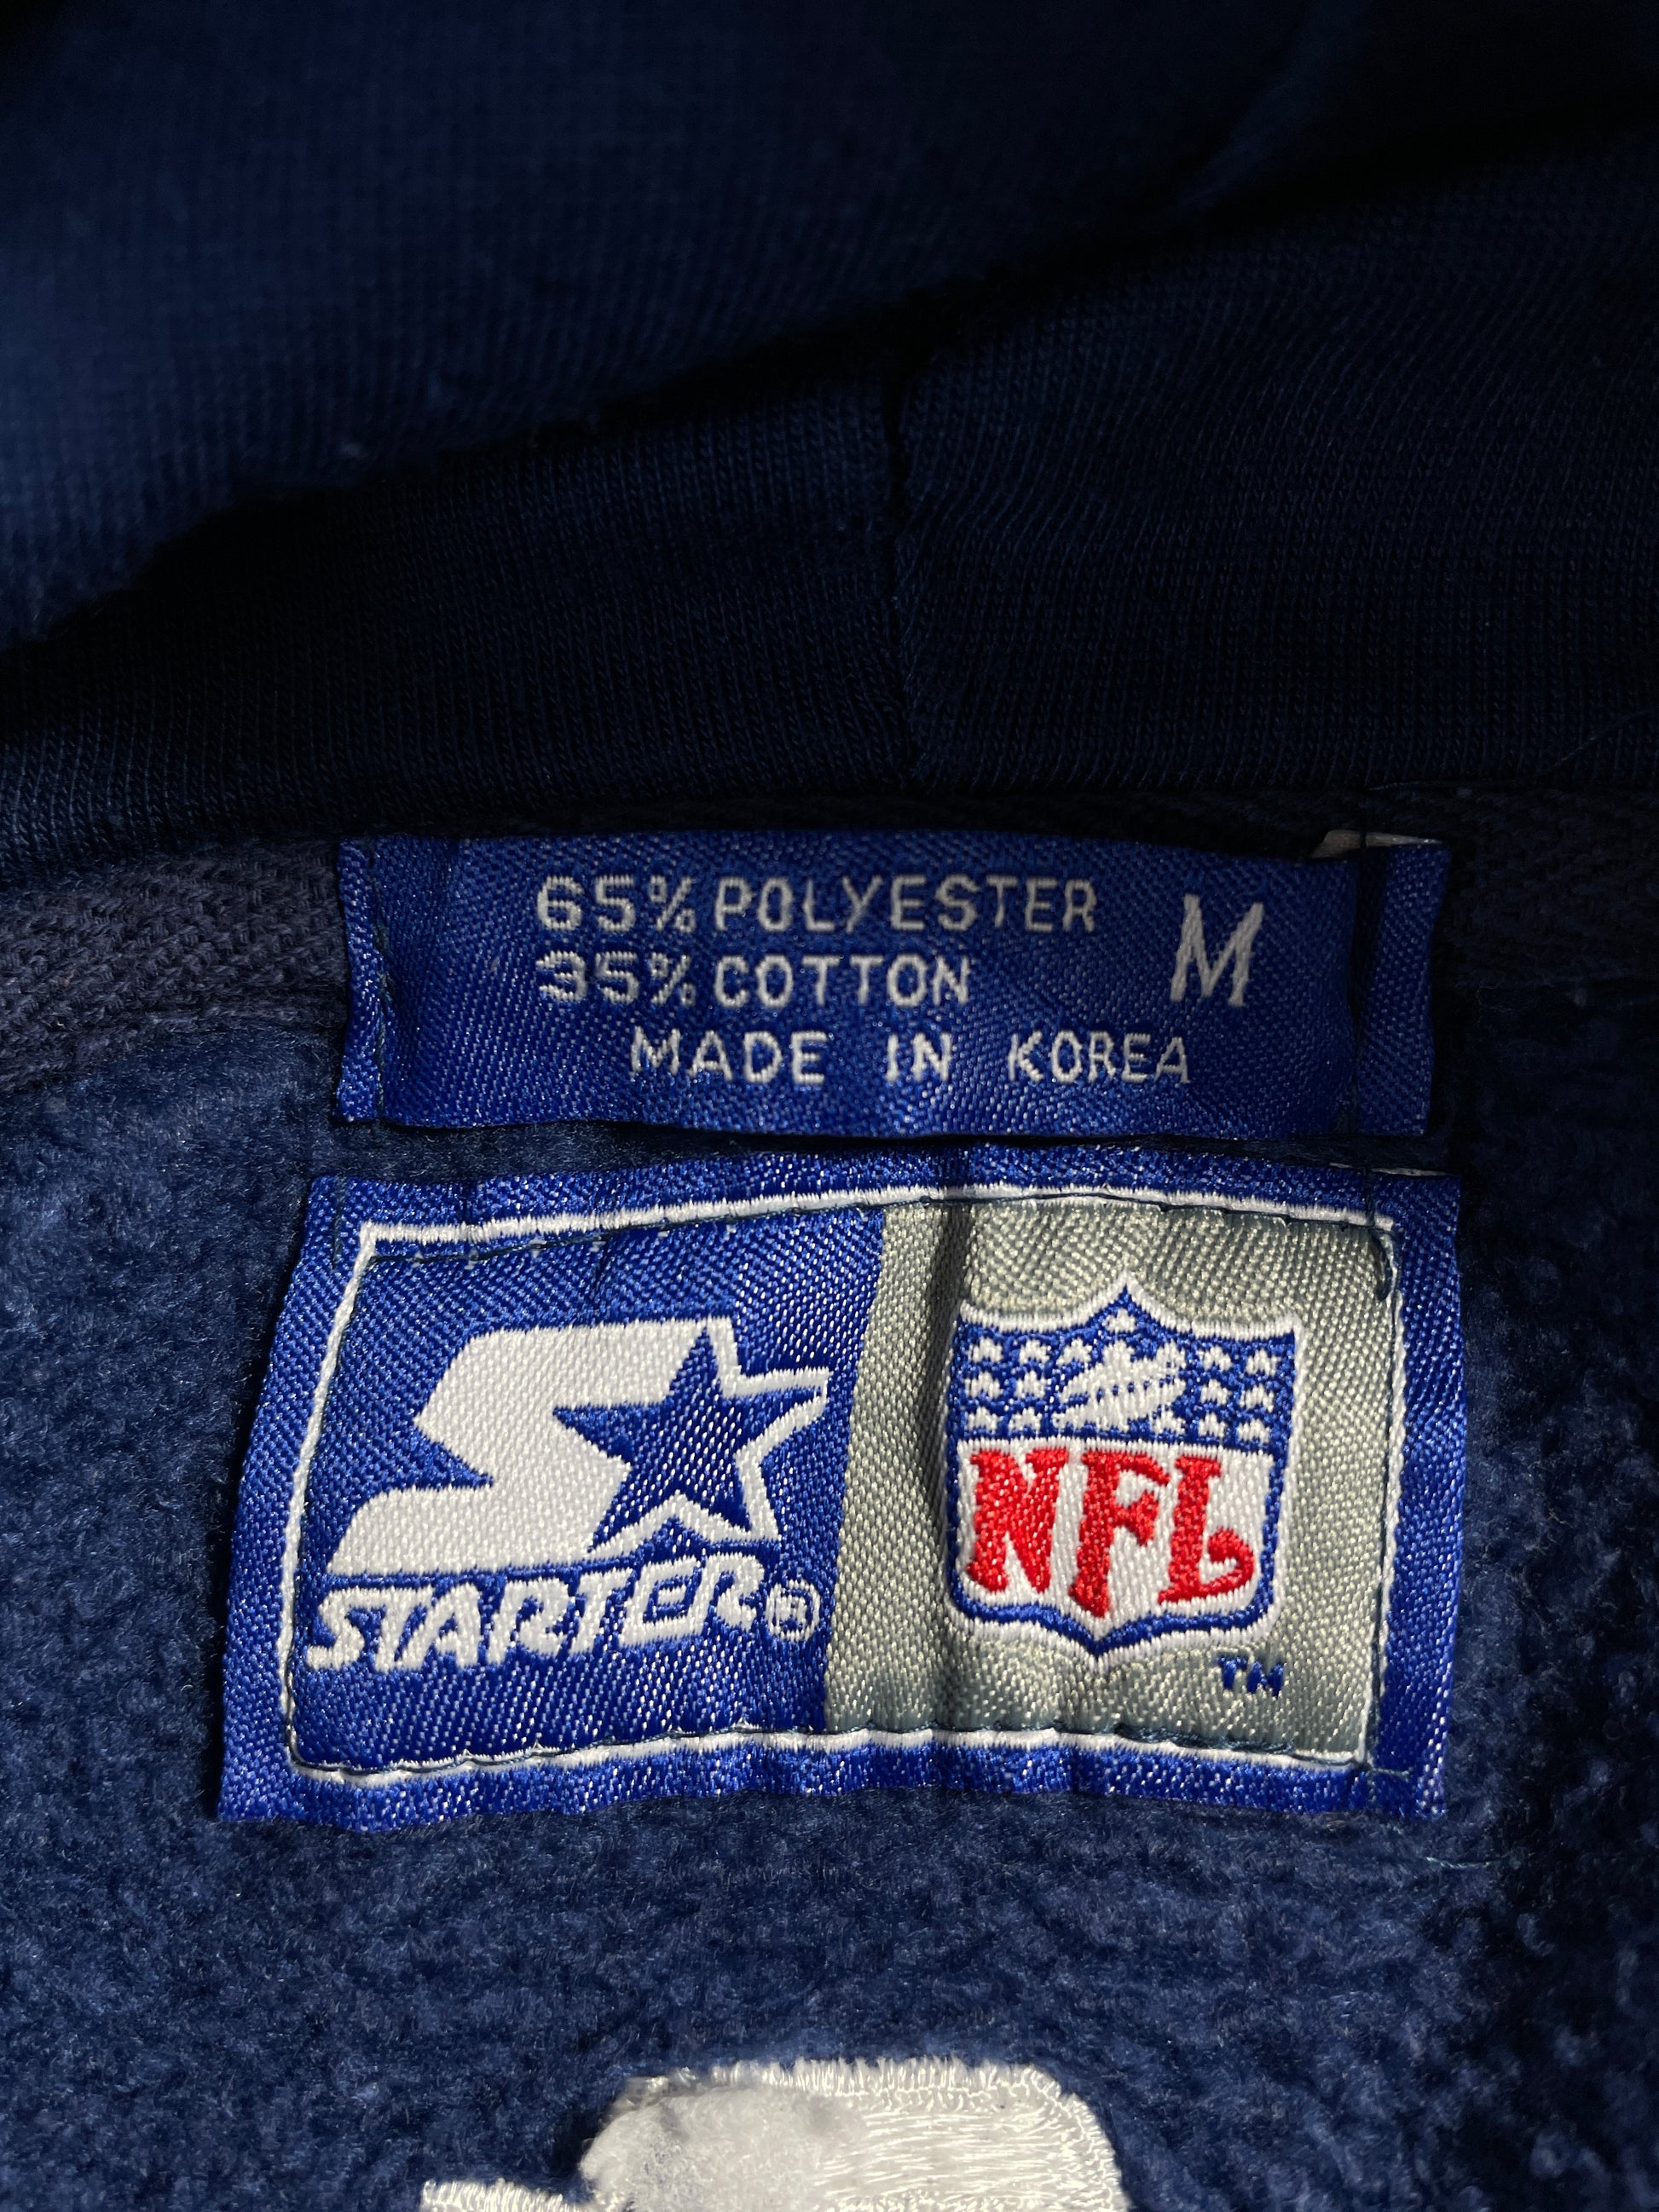 65% POLYESTER
35% COTTON
M
MADE IN KOREA
STARTER®
NFL
TM